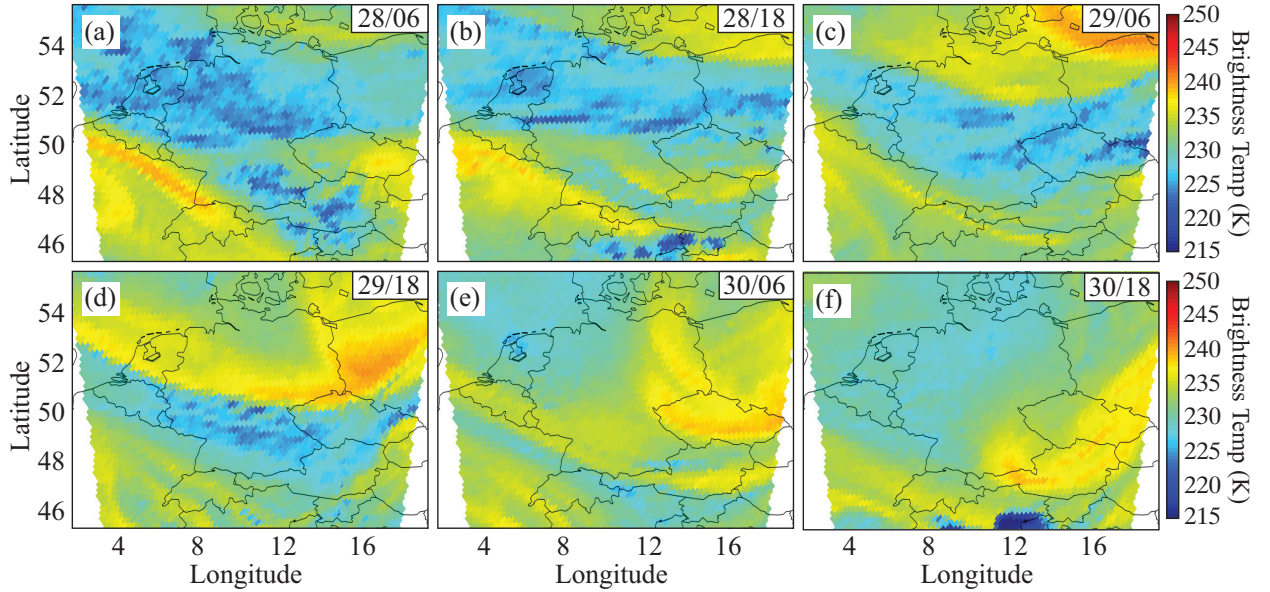 (a) 28/06
(b) 28/18
(c) 29/06
54
52
50
48
46
Latitude
250
245
240
235
230
225
220
215
Brightness Temp (K)
(d) 29/18
(e) 30/06
(f) 30/18
54
52
50
48
46
Latitude
250
245
240
235
230
225
220
215
Brightness Temp (K)
4 8 12 16
4 8 12 16
4 8 12 16
Longitude
Longitude
Longitude